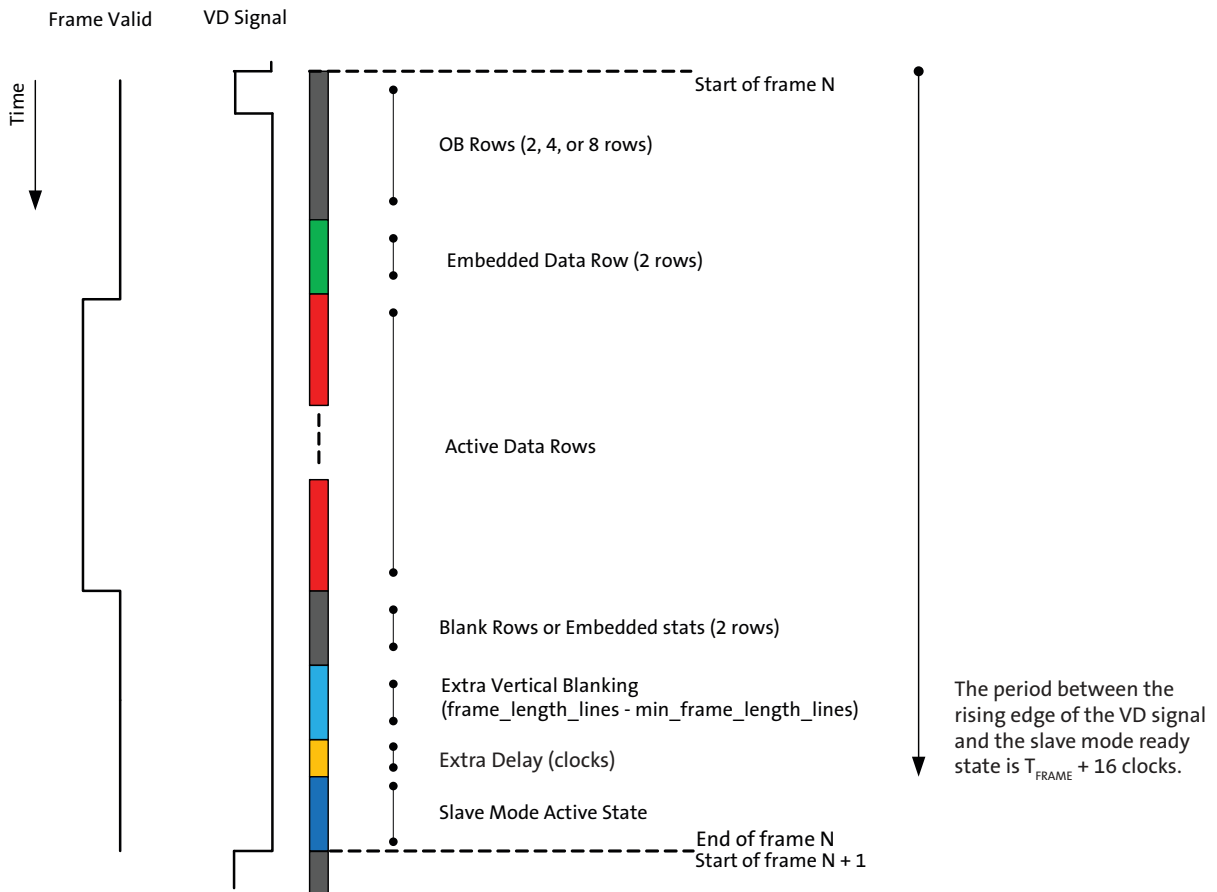 Frame Valid
VD Signal
Time
Start of frame N
OB Rows (2, 4, or 8 rows)
Embedded Data Row (2 rows)
Active Data Rows
Blank Rows or Embedded stats (2 rows)
Extra Vertical Blanking
(frame_length_lines - min_frame_length_lines)
Extra Delay (clocks)
Slave Mode Active State
End of frame N
Start of frame N + 1
The period between the
rising edge of the VD signal
and the slave mode ready
state is TFRAME + 16 clocks.